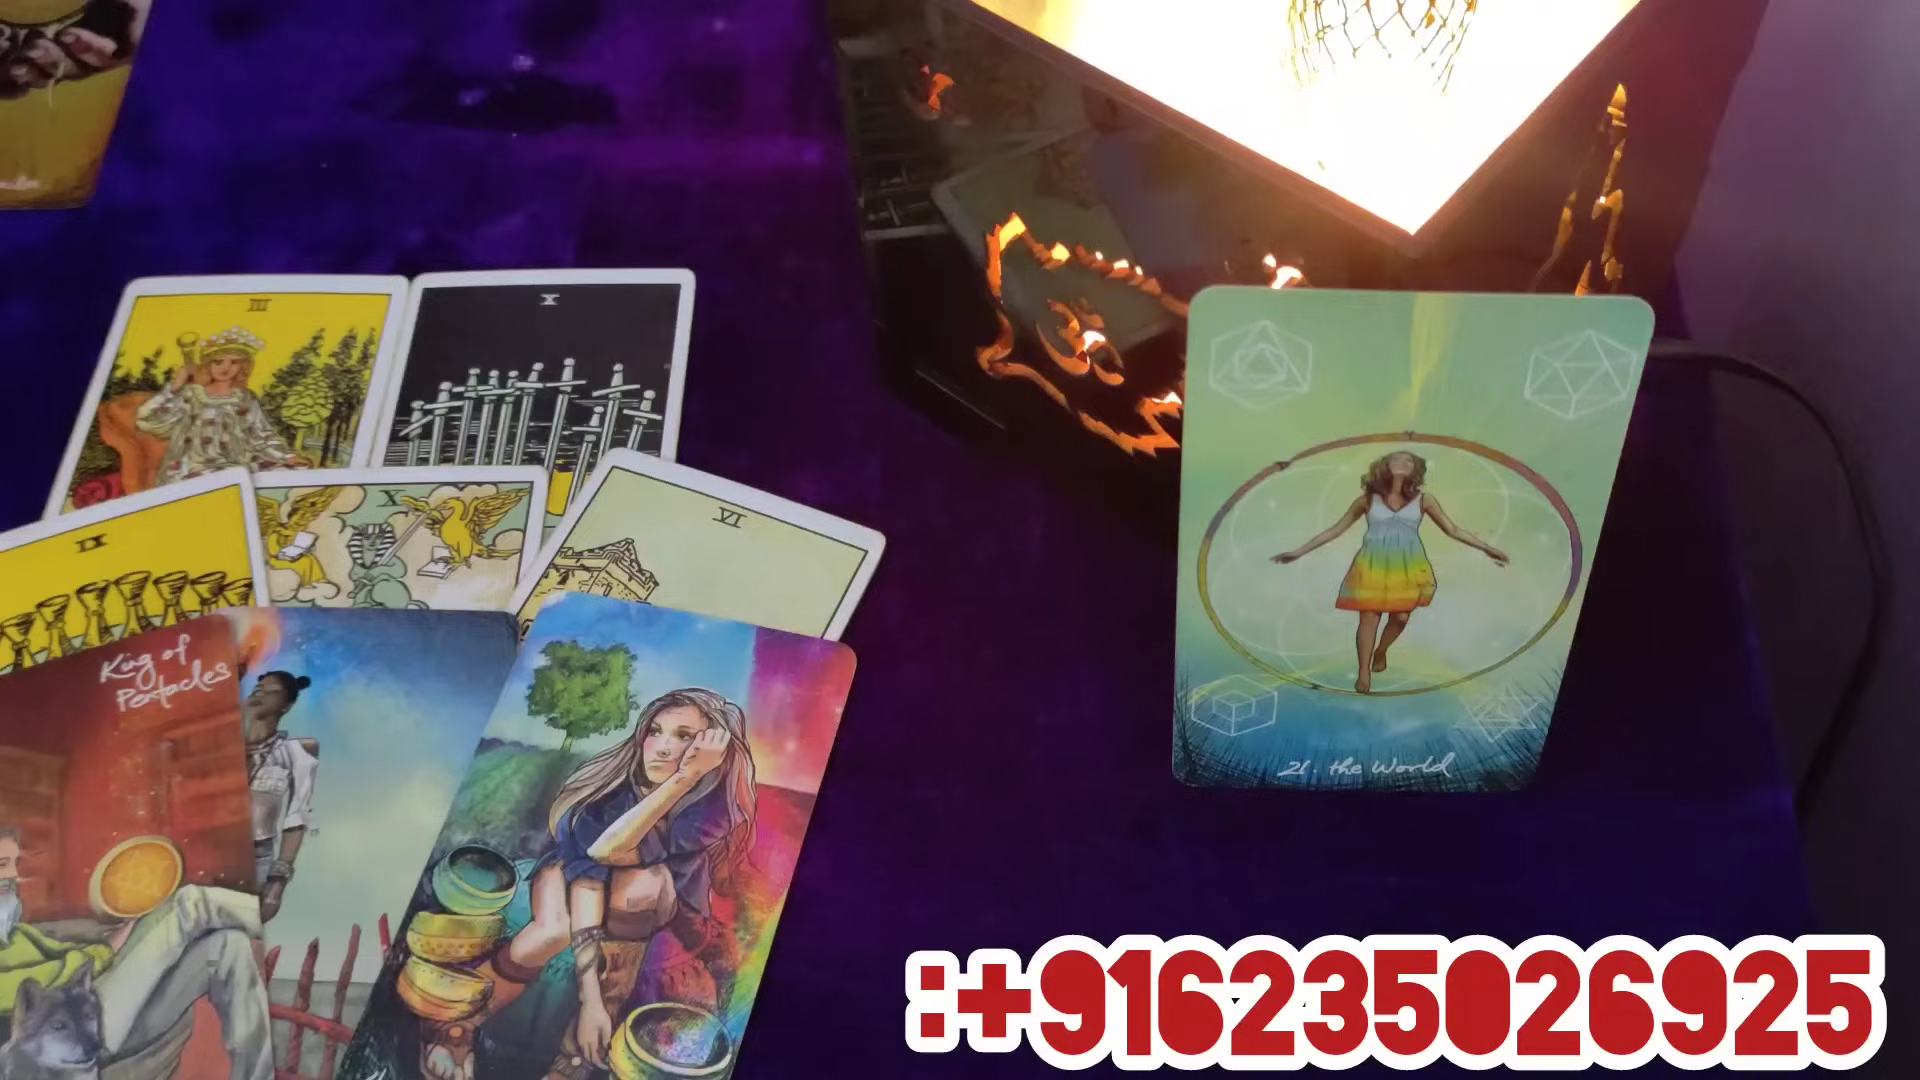 III
X
IX
X
VI
King of
Pentacles
21. the World
:+916235026925